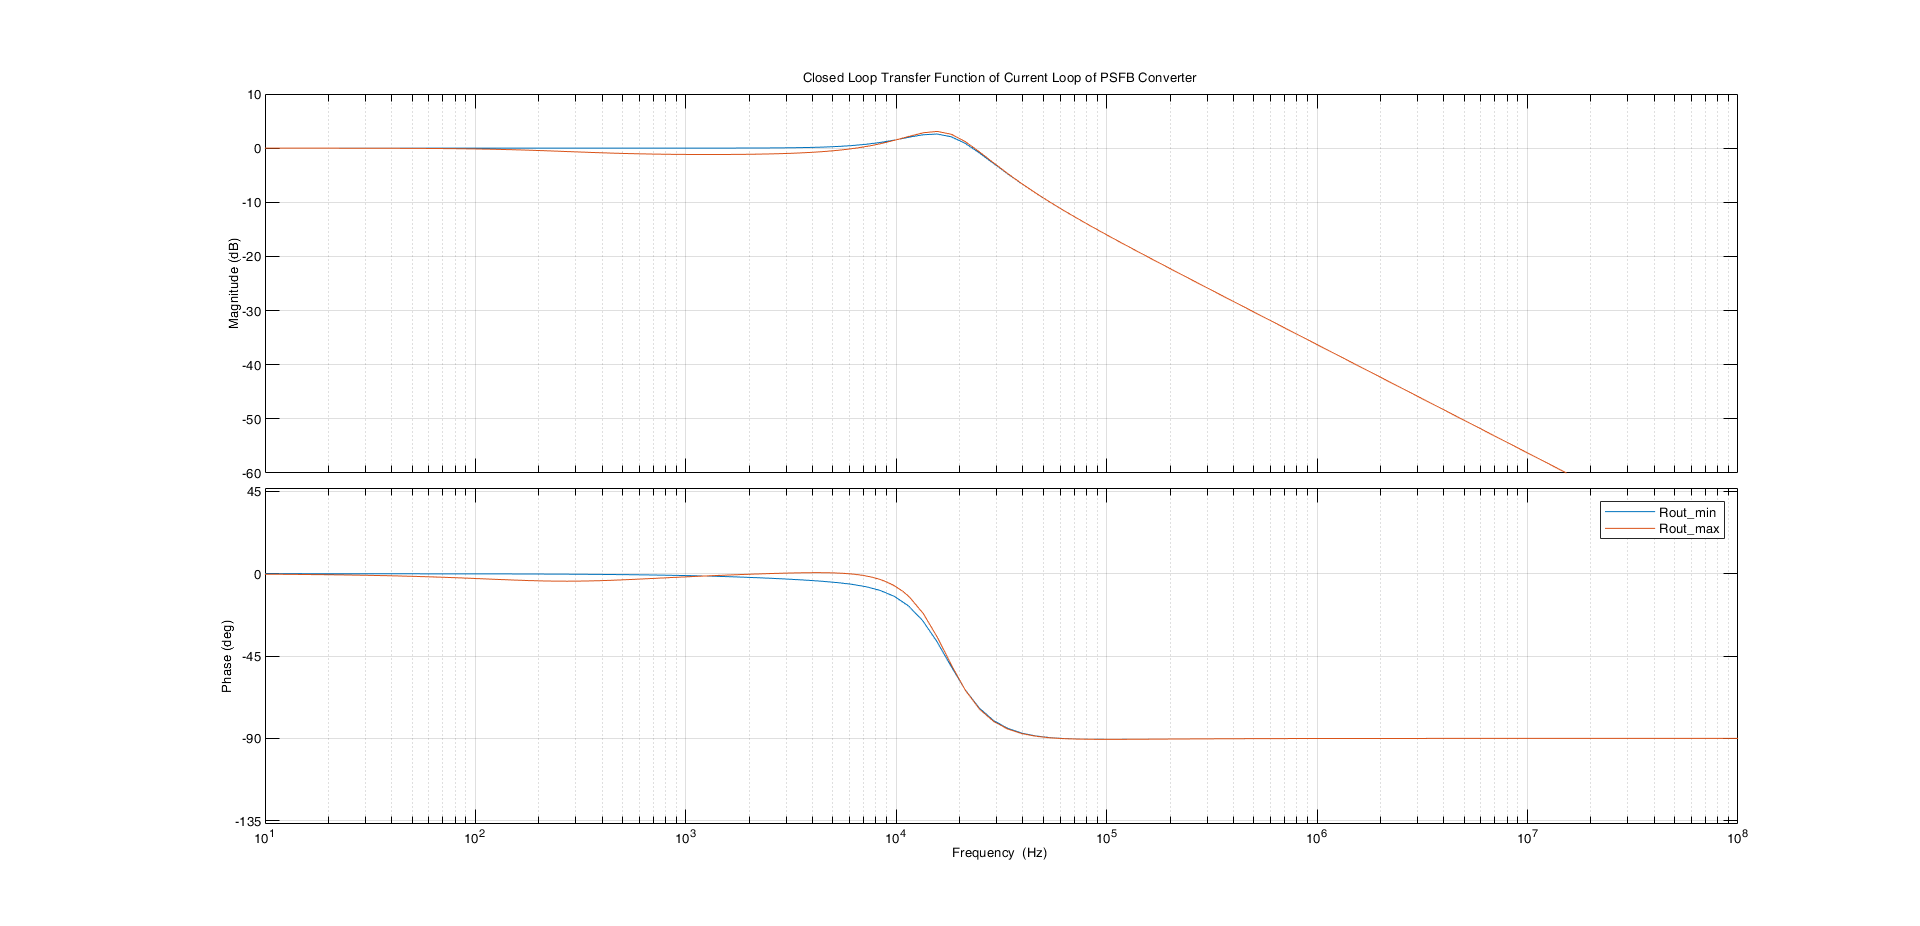 Closed Loop Transfer Function of Current Loop of PSFB Converter
10
0
-10
-20
-30
-40
-50
-60
Magnitude (dB)
45
0
-45
-90
-135
Phase (deg)
Rout_min
Rout_max
10^1 10^2 10^3 10^4 10^5 10^6 10^7 10^8
Frequency (Hz)